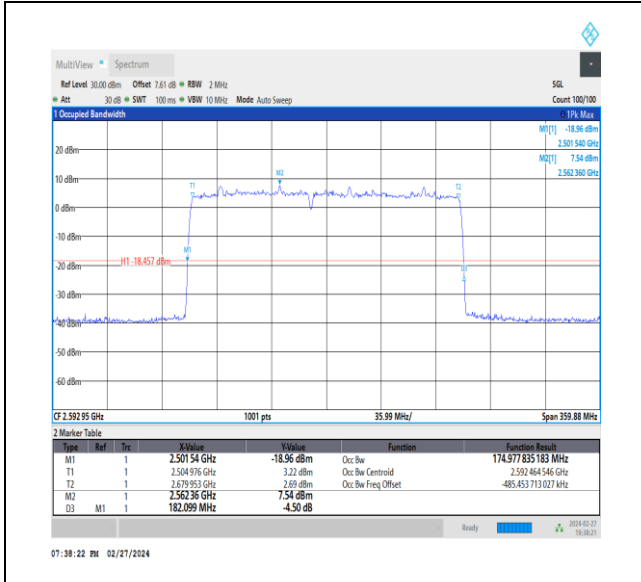 MultiView Spectrum
Ref Level 30.00 dBm Offset 7.61 dB RBW 2 MHz SGL
Att 30 dB SWT 100 ms VBW 10 MHz Mode Auto Sweep Count 100/100
1 Occupied Bandwidth 1Pk Max
M1[1] -18.96 dBm
2.501 540 GHz
20 dBm M2[1] 7.54 dBm
2.562 360 GHz
M2
10 dBm T1 T2
0 dBm
-10 dBm
M1
H1 -18.457 dBm
-20 dBm D3
-30 dBm
-40 dBm
-50 dBm
-60 dBm
CF 2.592 95 GHz 1001 pts 35.99 MHz/ Span 359.88 MHz
2 Marker Table
Type Ref Trc X-Value Y-Value Function Function Result
M1 1 2.501 54 GHz -18.96 dBm Occ Bw 174.977 835 183 MHz
T1 1 2.504 976 GHz 3.22 dBm Occ Bw Centroid 2.592 464 546 GHz
T2 1 2.679 953 GHz 2.69 dBm Occ Bw Freq Offset -485.453 713 027 kHz
M2 1 2.562 36 GHz 7.54 dBm
D3 M1 1 182.099 MHz -4.50 dB
Ready 2024-02-27
19:38:21
07:38:22 PM 02/27/2024